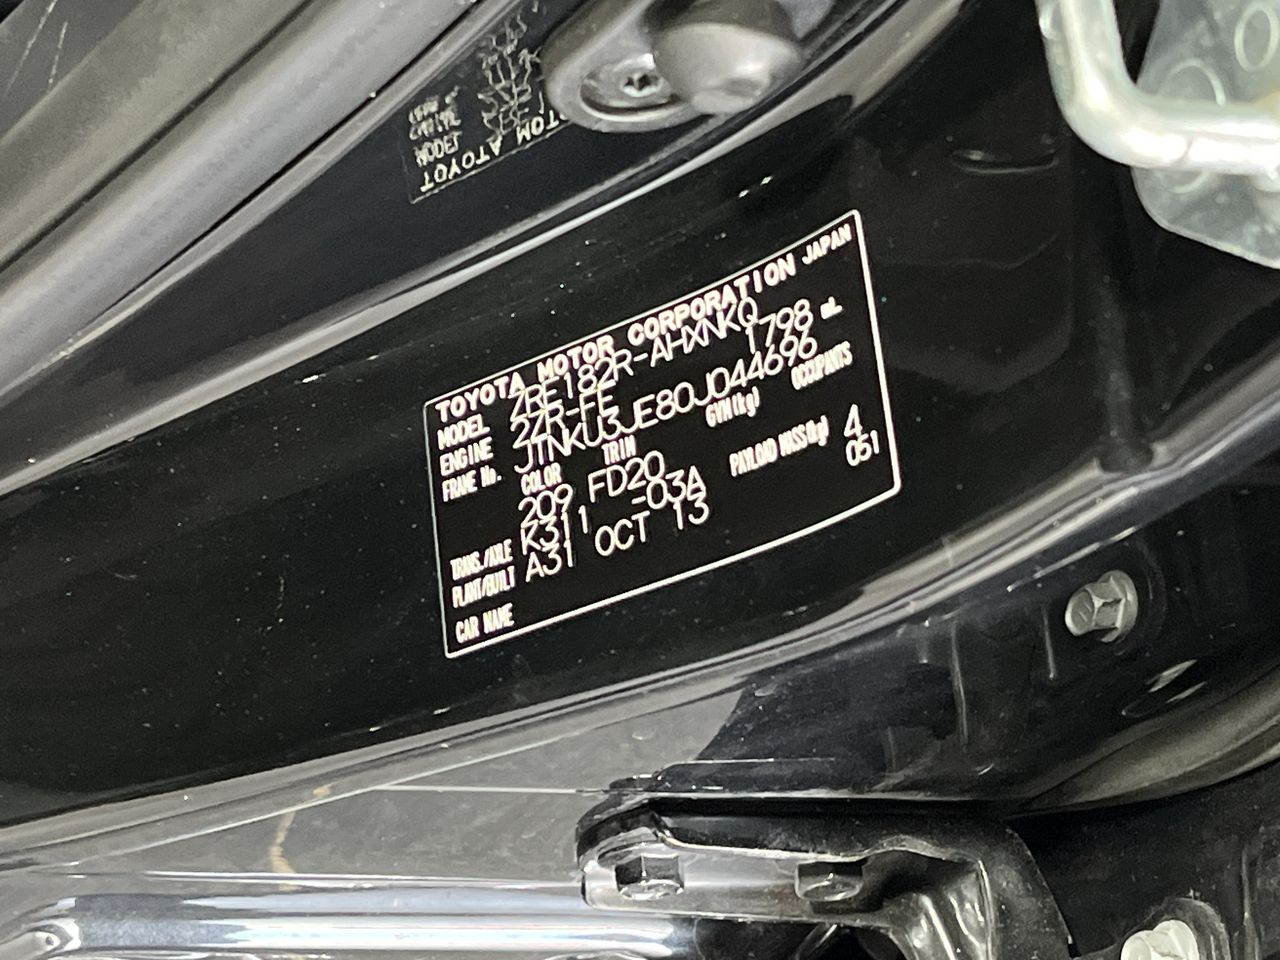 TOYOTA MOTOR CORPORATION JAPAN
MODEL ZRE182R-AHXNKQ
ENGINE 2ZR-FE 1798 mL
FRAME No. JTNKU3JE80J044696
COLOR TRIM GVM(kg) OCCUPANTS
209 FD20 4
TRANS./AXLE K311 -03A PAYLOAD MASS(kg) 051
PLANT/BUILT A31 OCT 13
CAR NAME